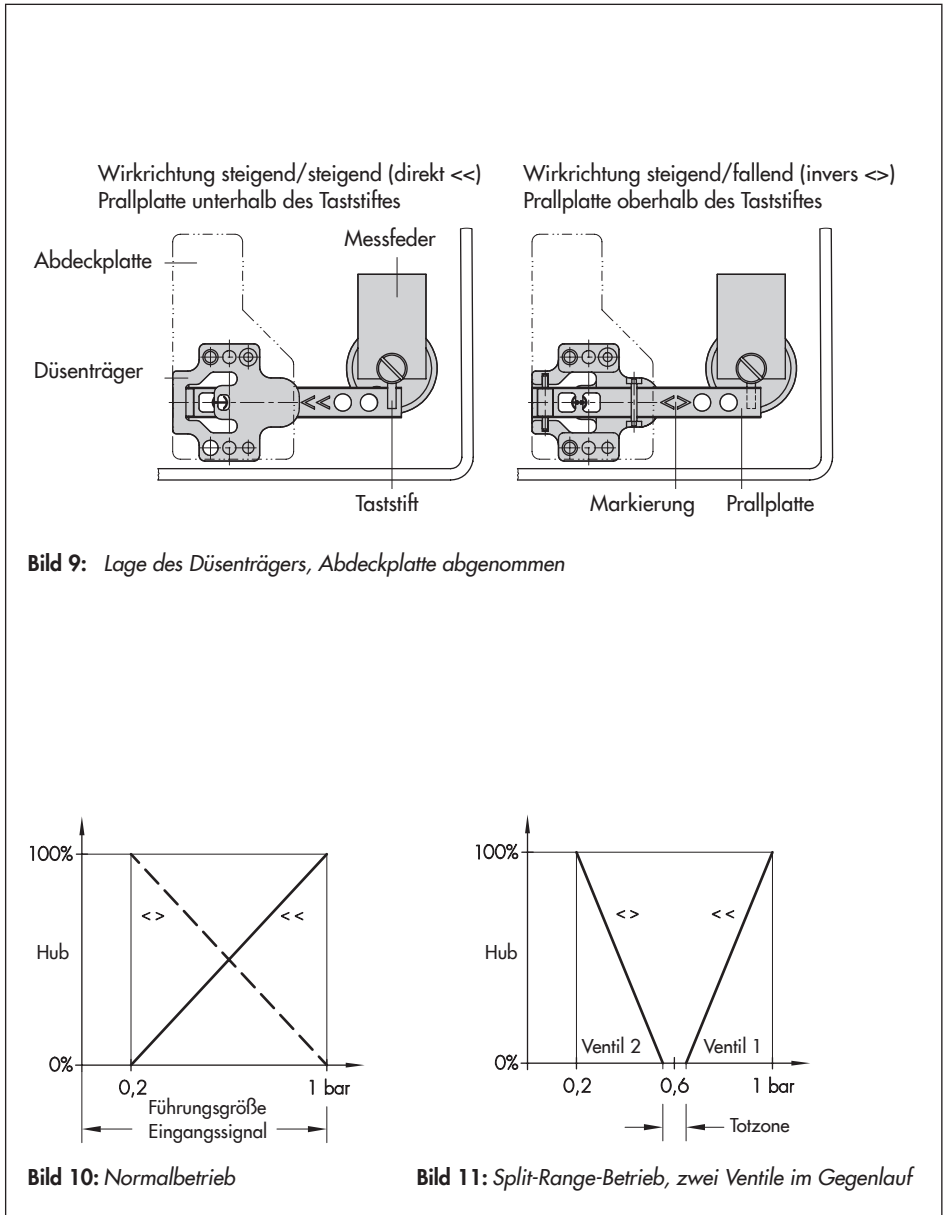 Wirkrichtung steigend/steigend (direkt <<)
Prallplatte unterhalb des Taststiftes
Wirkrichtung steigend/fallend (invers <>)
Prallplatte oberhalb des Taststiftes
Abdeckplatte
Messfeder
Düsenträger
<<
<>
Taststift
Markierung
Prallplatte
Bild 9: Lage des Düsenträgers, Abdeckplatte abgenommen
100%
< >
< <
Hub
0%
0,2
1 bar
Führungsgröße
Eingangssignal
100%
< >
< <
Hub
Ventil 2
Ventil 1
0%
0,2
0,6
1 bar
Totzone
Bild 10: Normalbetrieb
Bild 11: Split-Range-Betrieb, zwei Ventile im Gegenlauf